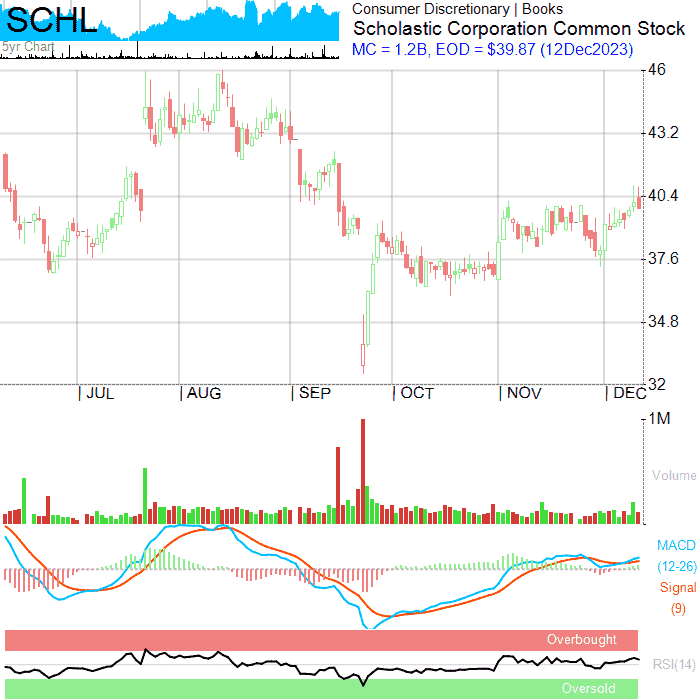 SCHL
5yr Chart
Consumer Discretionary | Books
Scholastic Corporation Common Stock
MC = 1.2B, EOD = $39.87 (12Dec2023)
46
43.2
40.4
37.6
34.8
32
| JUL | AUG | SEP | OCT | NOV | DEC
1M
Volume
MACD
(12-26)
Signal
(9)
Overbought
RSI(14)
Oversold